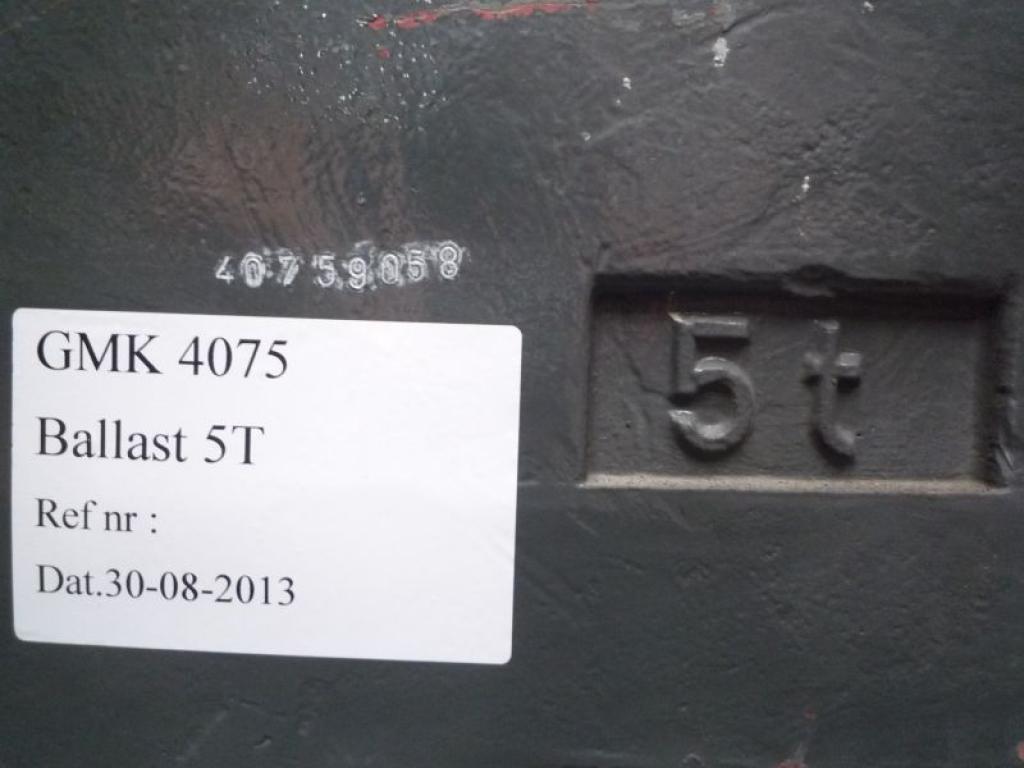 40759058
GMK 4075
Ballast 5T
Ref nr :
Dat.30-08-2013
5t